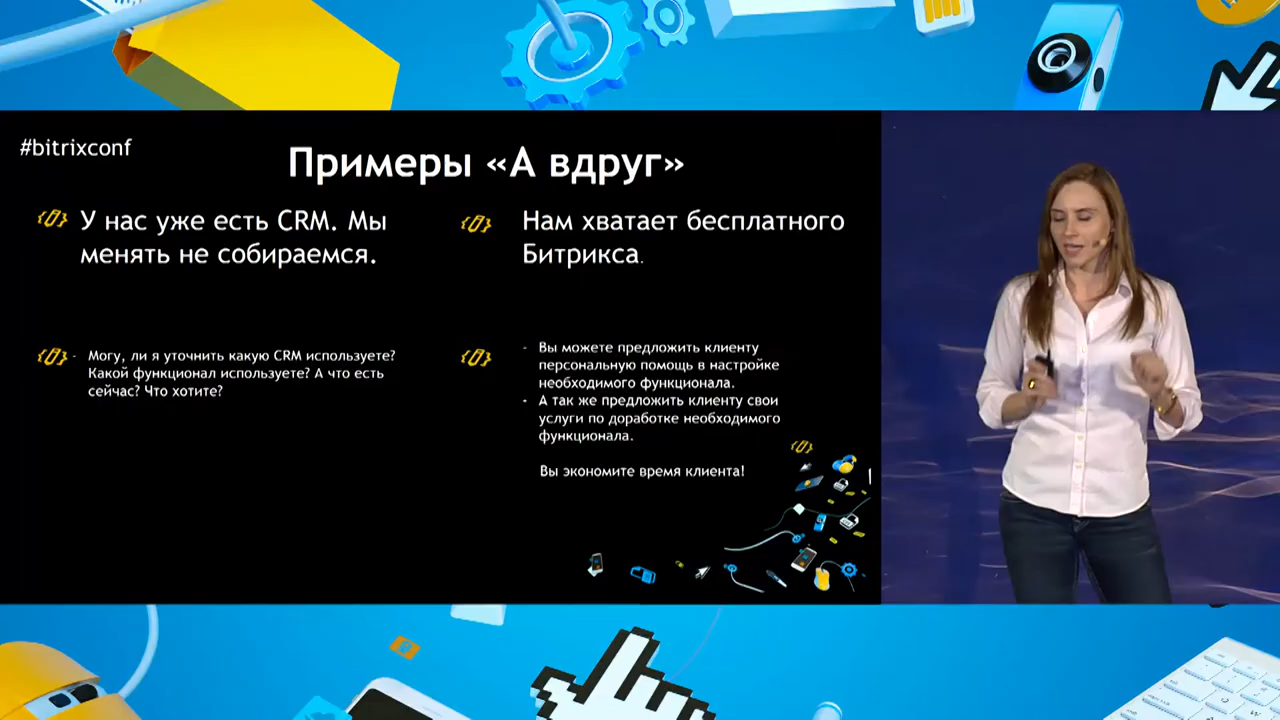 #bitrixconf
Примеры «А вдруг»
У нас уже есть CRM. Мы
менять не собираемся.
- Могу, ли я уточнить какую CRM используете?
Какой функционал используете? А что есть
сейчас? Что хотите?
Нам хватает бесплатного
Битрикса.
- Вы можете предложить клиенту
персональную помощь в настройке
необходимого функционала.
- А так же предложить клиенту свои
услуги по доработке необходимого
функционала.
Вы экономите время клиента!